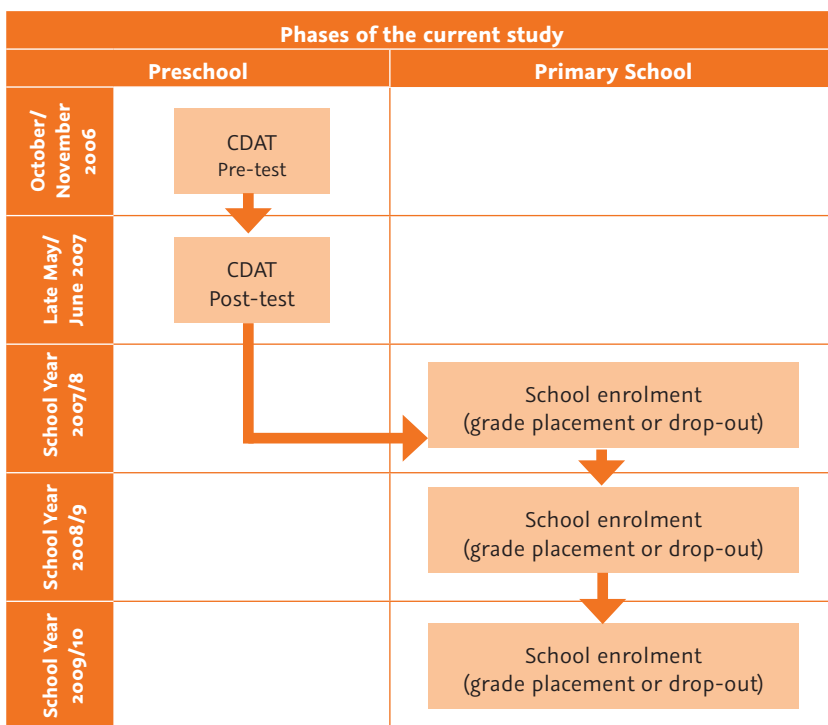 Phases of the current study
Preschool
Primary School
October/
November
2006
CDAT
Pre-test
Late May/
June 2007
CDAT
Post-test
School Year
2007/8
School enrolment
(grade placement or drop-out)
School Year
2008/9
School enrolment
(grade placement or drop-out)
School Year
2009/10
School enrolment
(grade placement or drop-out)